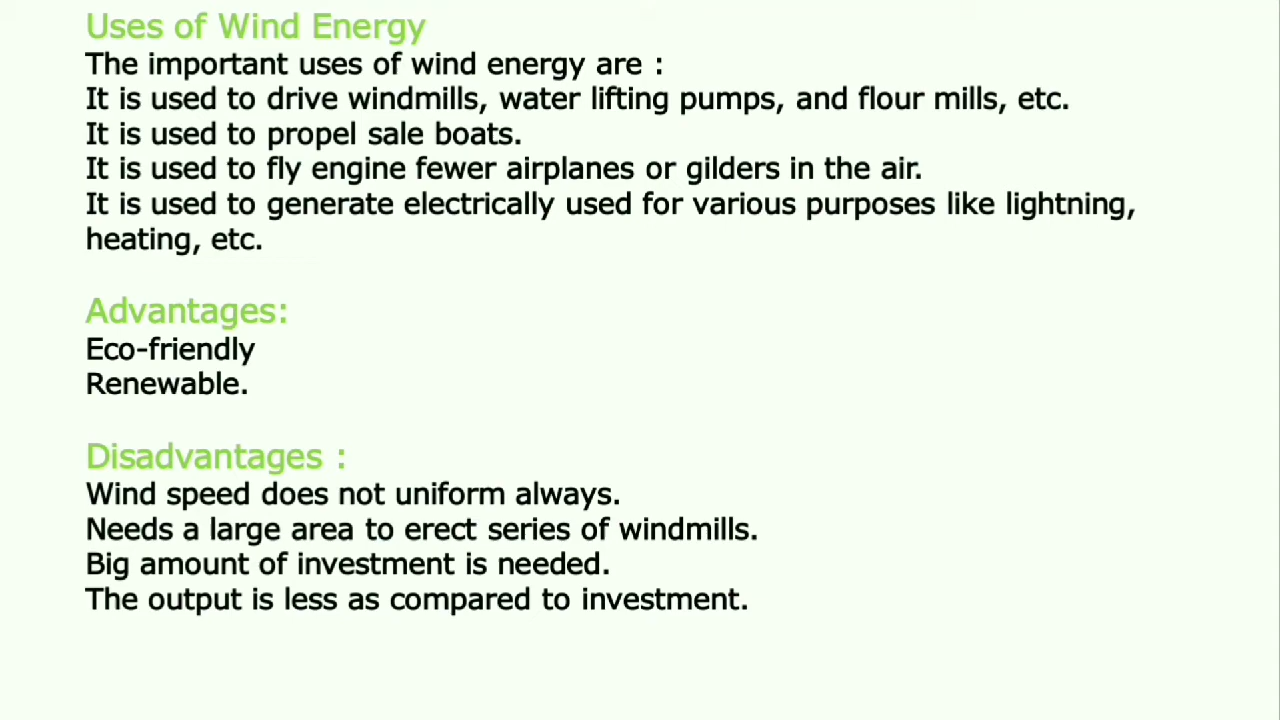 Uses of Wind Energy
The important uses of wind energy are :
It is used to drive windmills, water lifting pumps, and flour mills, etc.
It is used to propel sale boats.
It is used to fly engine fewer airplanes or gilders in the air.
It is used to generate electrically used for various purposes like lightning,
heating, etc.
Advantages:
Eco-friendly
Renewable.
Disadvantages :
Wind speed does not uniform always.
Needs a large area to erect series of windmills.
Big amount of investment is needed.
The output is less as compared to investment.